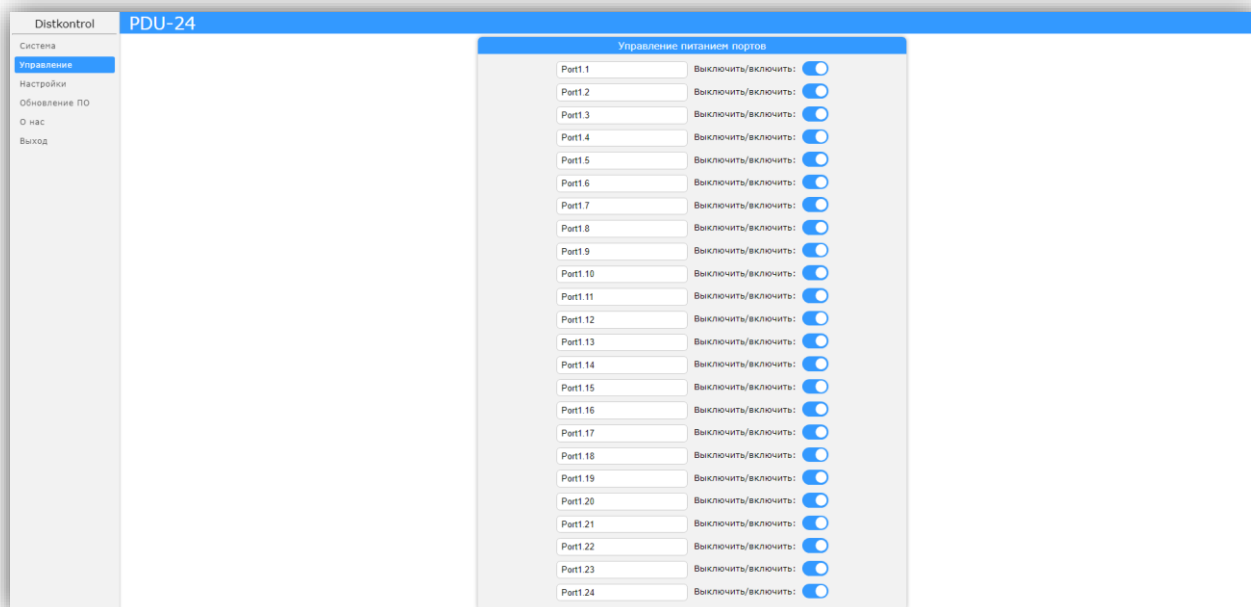 Distkontrol
PDU-24
Система
Управление
Настройки
Обновление ПО
О нас
Выход
Управление питанием портов
Port1.1 Выключить/включить:
Port1.2 Выключить/включить:
Port1.3 Выключить/включить:
Port1.4 Выключить/включить:
Port1.5 Выключить/включить:
Port1.6 Выключить/включить:
Port1.7 Выключить/включить:
Port1.8 Выключить/включить:
Port1.9 Выключить/включить:
Port1.10 Выключить/включить:
Port1.11 Выключить/включить:
Port1.12 Выключить/включить:
Port1.13 Выключить/включить:
Port1.14 Выключить/включить:
Port1.15 Выключить/включить:
Port1.16 Выключить/включить:
Port1.17 Выключить/включить:
Port1.18 Выключить/включить:
Port1.19 Выключить/включить:
Port1.20 Выключить/включить:
Port1.21 Выключить/включить:
Port1.22 Выключить/включить:
Port1.23 Выключить/включить:
Port1.24 Выключить/включить: